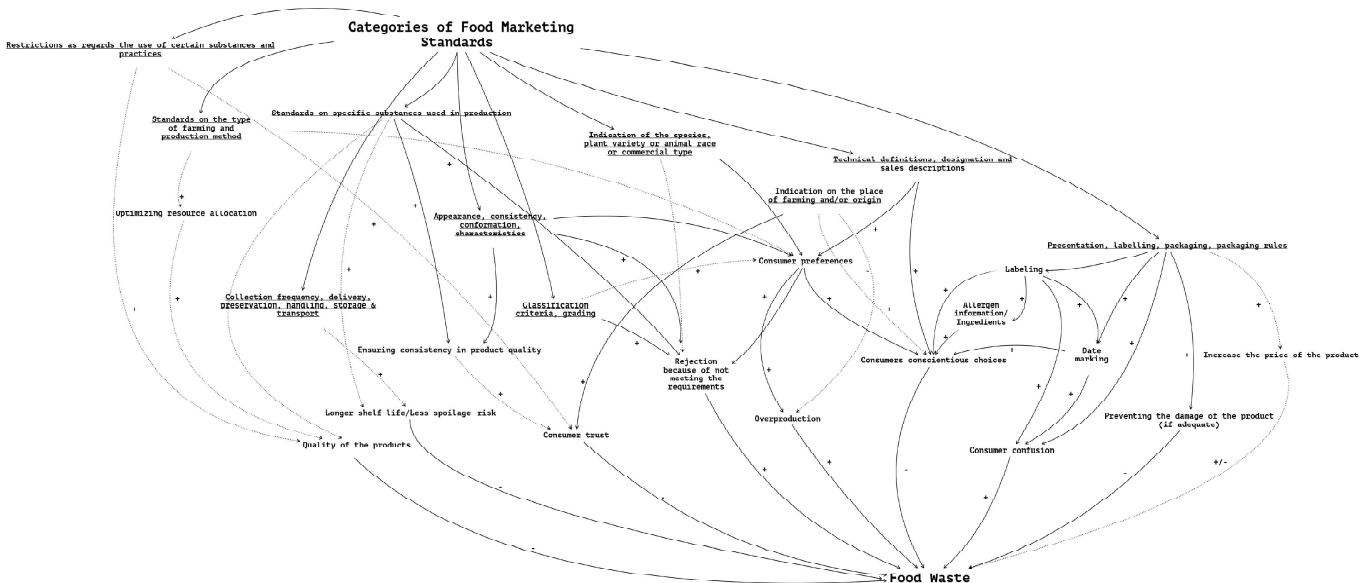 Categories of Food Marketing
Standards
Restrictions as regards the use of certain substances and
practices
Standards on specific substances used in production
Standards on the type
of farming and
production method
Indication of the species,
plant variety or animal race
or commercial type
Technical definitions, designation and
sales descriptions
Indication on the place
of farming and/or origin
Optimizing resource allocation
Appearance, consistency,
conformation,
characteristics
Presentation, labelling, packaging, packaging rules
Consumer preferences
Labeling
Collection frequency, delivery,
preservation, handling, storage &
transport
Classification
criteria, grading
Allergen
information/
Ingredients
Ensuring consistency in product quality
Rejection
because of not
meeting the
requirements
Consumers conscientious choices
Date
marking
Increase the price of the product
Longer shelf life/Less spoilage risk
Overproduction
Preventing the damage of the product
(if adequate)
Consumer trust
Quality of the products
Consumer confusion
+/-
Food Waste